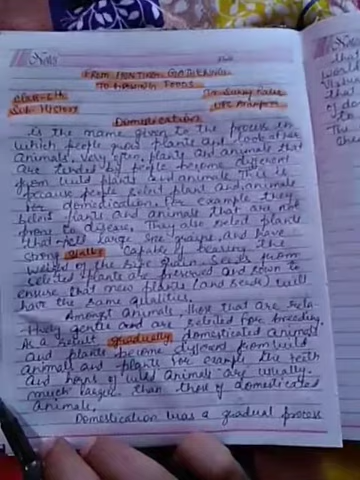 Notes
FROM HUNTING GATHERING
TO GROWING FOODS
Sub: HISTORY
Domestication
is the name given to the process in
which people grow plants and look after
animals. Very often, plants and animals that
are tended by people become different
from wild plants and animals. This is
because people select plant and animals
for domestication. for example they
select plants and animals that are not
prone to disease. They also select plants
that large size grains, and have
strong capable of bearing the
weight of the grain. Seeds from
selected plants are preserved and sown to
ensure that new plants (and seeds) will
have the same qualities.
Amongst animals, those that are rela-
tively gentle and are selected for breeding.
As a result gradually domesticated animals
and plants become different from wild
animals and plants. for example, the teeth
and horns of wild animals are usually
much larger than those of domesticated
animals.
Domestication was a gradual process